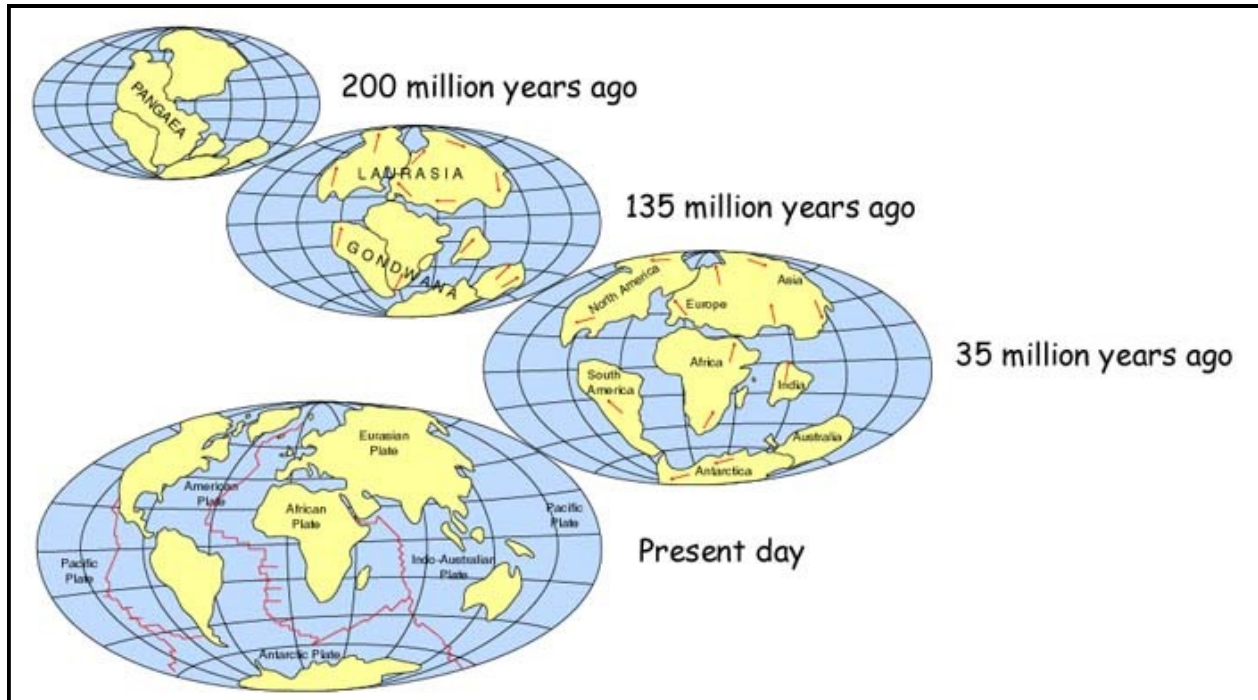 PANGAEA
200 million years ago
LAURASIA
GONDWANA
135 million years ago
North America
Europe
Asia
Africa
South
America
India
Australia
Antarctica
35 million years ago
Eurasian
Plate
American
Plate
African
Plate
Pacific
Plate
Pacific
Plate
Indo-Australian
Plate
Antarctic Plate
Present day